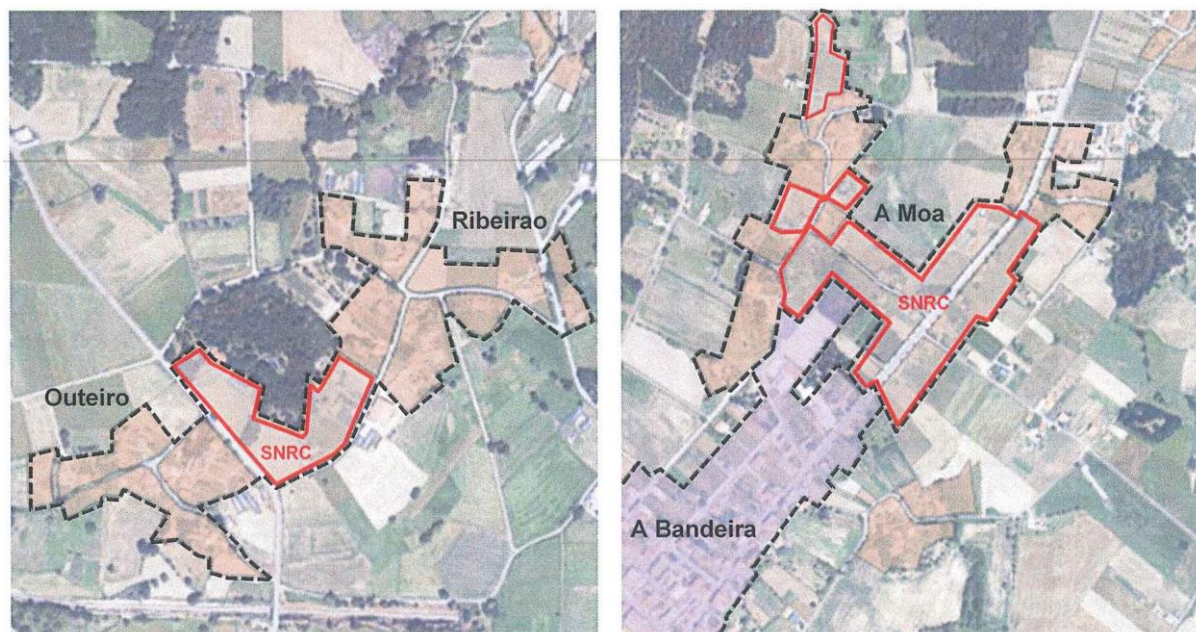 Ribeirao
Outeiro
SNRC
A Moa
SNRC
A Bandeira